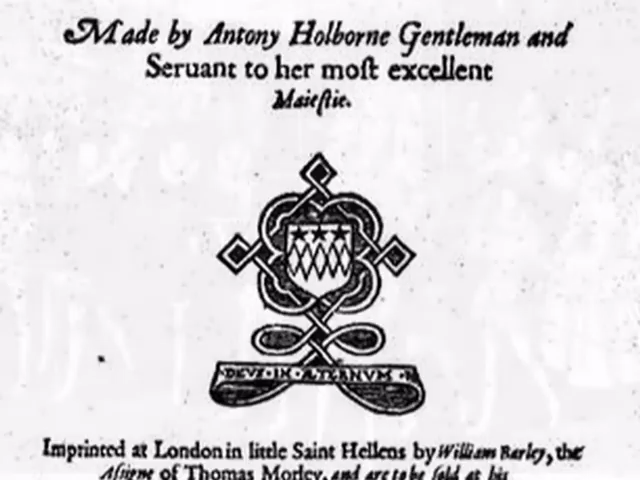 Made by Antony Holborne Gentleman and
Seruant to her moſt excellent
Maieſtie.
DEVS·IN·ÆTERNVM·
Imprinted at London in little Saint Hellens by William Barley, the
Aſsigne of Thomas Morley, and are to be ſold at his